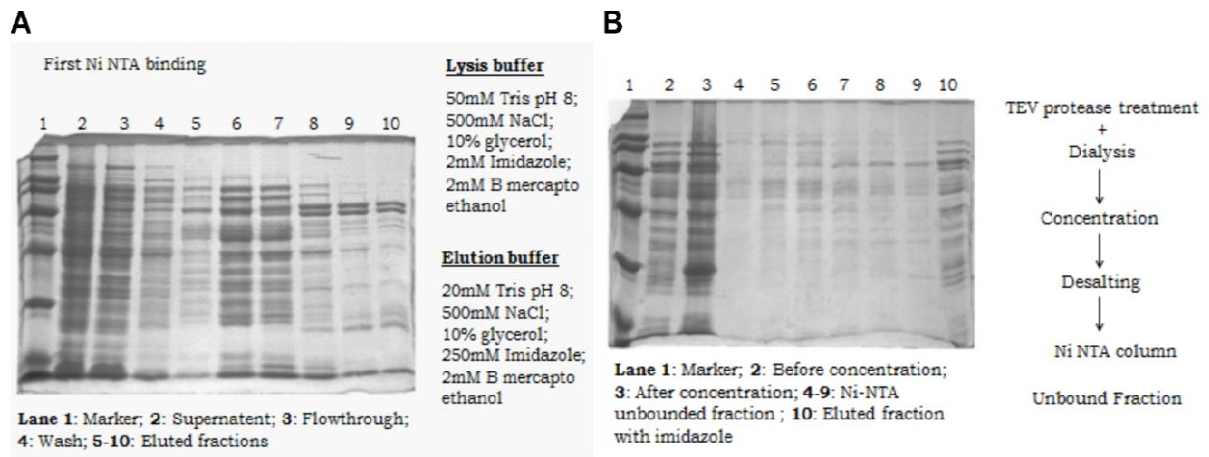 A
First Ni NTA binding
1 2 3 4 5 6 7 8 9 10
Lane 1: Marker; 2: Supernatent; 3: Flowthrough;
4: Wash; 5-10: Eluted fractions
Lysis buffer
50mM Tris pH 8;
500mM NaCl;
10% glycerol;
2mM Imidazole;
2mM B mercapto
ethanol
Elution buffer
20mM Tris pH 8;
500mM NaCl;
10% glycerol;
250mM Imidazole;
2mM B mercapto
ethanol
B
1 2 3 4 5 6 7 8 9 10
Lane 1: Marker; 2: Before concentration;
3: After concentration; 4-9: Ni-NTA
unbounded fraction ; 10: Eluted fraction
with imidazole
TEV protease treatment
+
Dialysis
Concentration
Desalting
Ni NTA column
Unbound Fraction